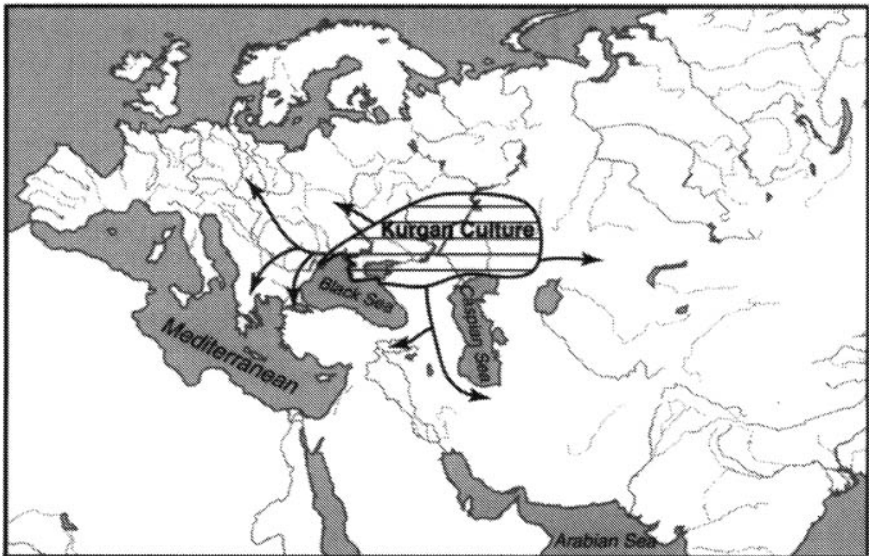 Kurgan Culture
Black Sea
Caspian Sea
Mediterranean
Arabian Sea